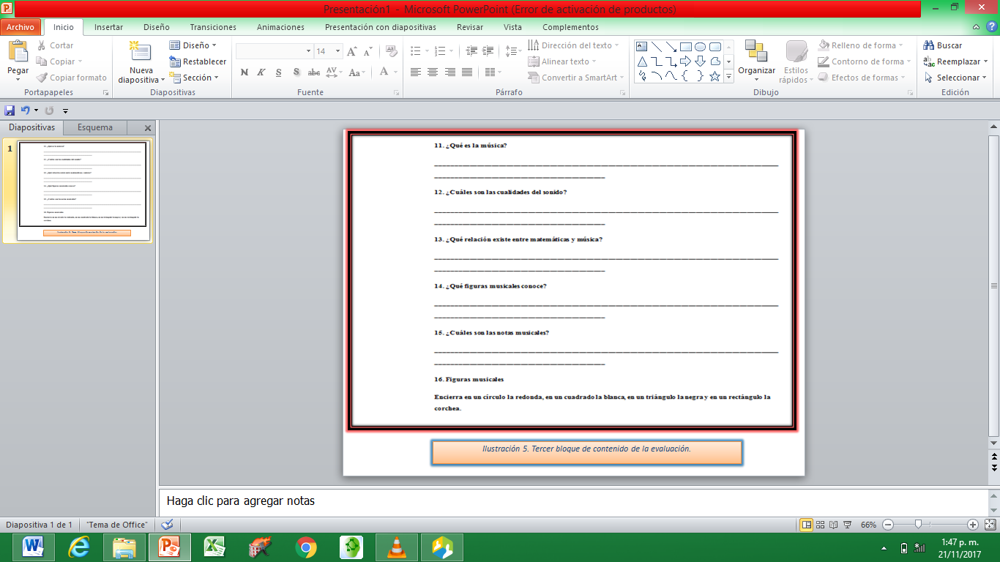 Presentación1 - Microsoft PowerPoint (Error de activación de productos)
Archivo Inicio Insertar Diseño Transiciones Animaciones Presentación con diapositivas Revisar Vista Complementos
Pegar
Cortar
Copiar
Copiar formato
Portapapeles
Nueva diapositiva
Diseño
Restablecer
Sección
Diapositivas
14
N K S S abc AV Aa A
Fuente
Dirección del texto
Alinear texto
Convertir a SmartArt
Párrafo
Organizar
Estilos rápidos
Relleno de forma
Contorno de forma
Efectos de formas
Dibujo
Buscar
Reemplazar
Seleccionar
Edición
Diapositivas Esquema
1
11. ¿Qué es la música?
12. ¿Cuáles son las cualidades del sonido?
13. ¿Qué relación existe entre matemáticas y música?
14. ¿Qué figuras musicales conoce?
15. ¿Cuáles son las notas musicales?
16. Figuras musicales
Encierra en un círculo la redonda, en un cuadrado la blanca, en un triángulo la negra y en un rectángulo la
corchea.
Ilustración 5. Tercer bloque de contenido de la evaluación.
Haga clic para agregar notas
Diapositiva 1 de 1 "Tema de Office" 66%
1:47 p. m.
21/11/2017